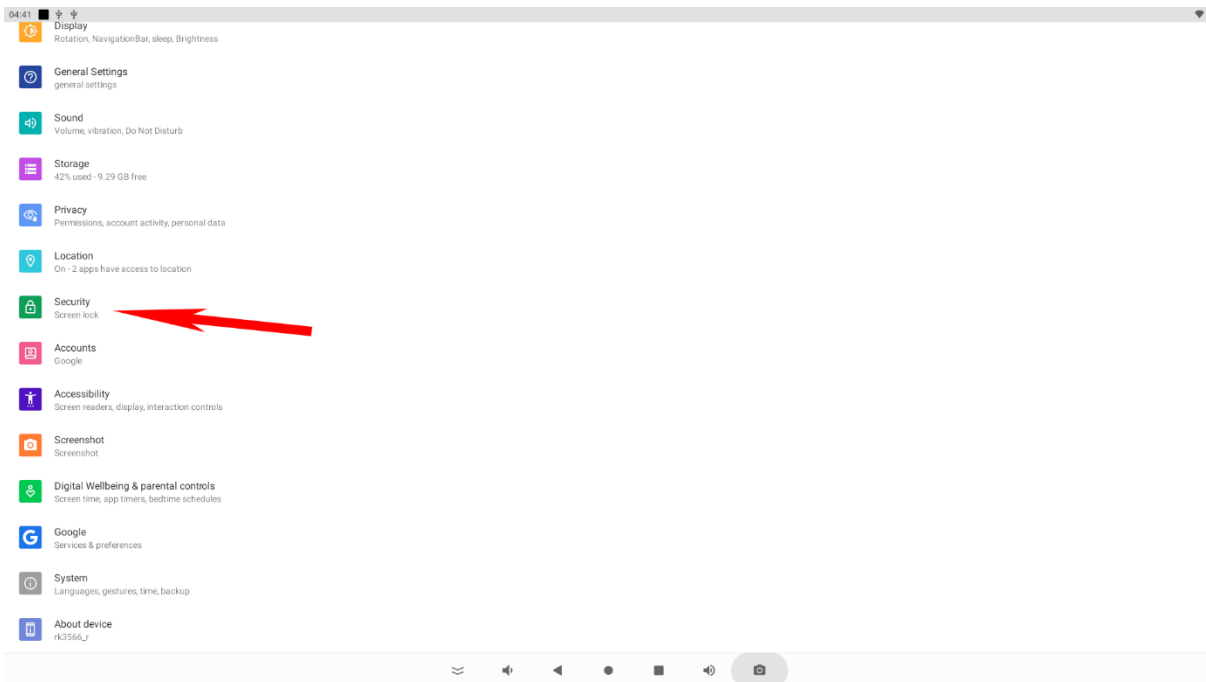 04:41
Display
Rotation, NavigationBar, sleep, Brightness
General Settings
general settings
Sound
Volume, vibration, Do Not Disturb
Storage
42% used - 9.29 GB free
Privacy
Permissions, account activity, personal data
Location
On - 2 apps have access to location
Security
Screen lock
Accounts
Google
Accessibility
Screen readers, display, interaction controls
Screenshot
Screenshot
Digital Wellbeing & parental controls
Screen time, app timers, bedtime schedules
Google
Services & preferences
System
Languages, gestures, time, backup
About device
rk3566_r